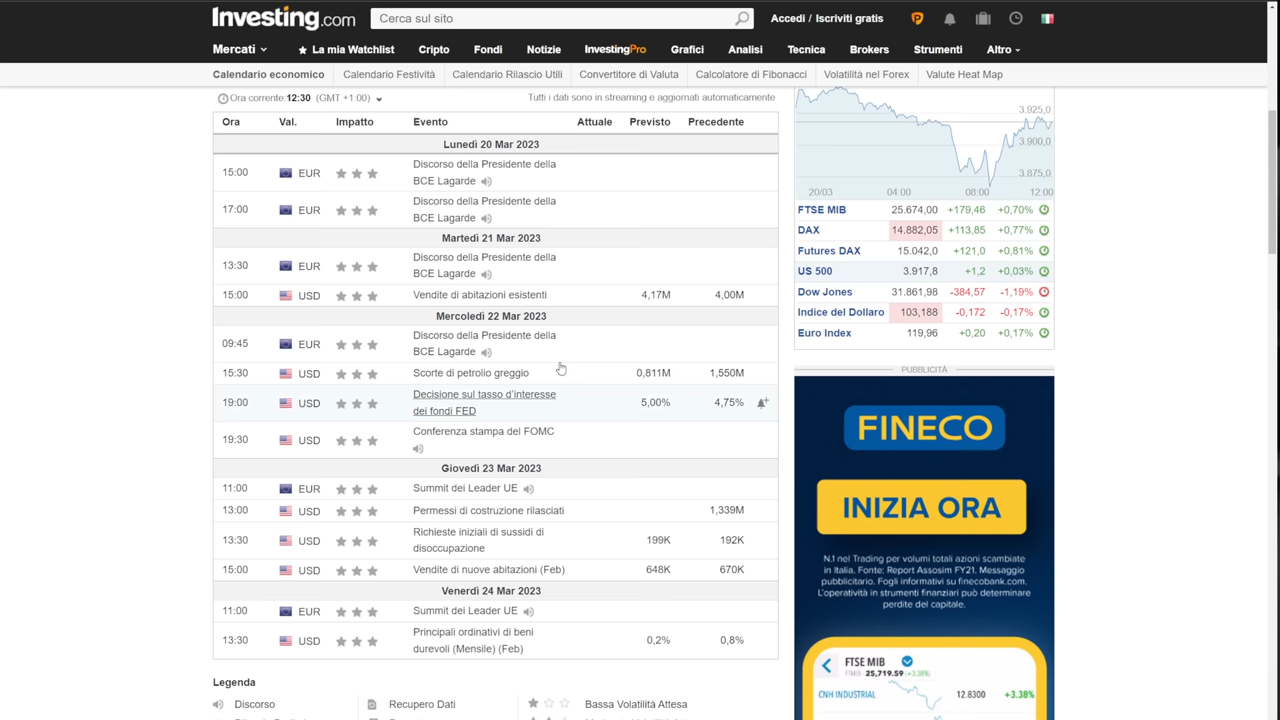 Investing.com
Cerca sul sito
Accedi / Iscriviti gratis
Mercati
La mia Watchlist
Cripto
Fondi
Notizie
InvestingPro
Grafici
Analisi
Tecnica
Brokers
Strumenti
Altro
Calendario economico
Calendario Festività
Calendario Rilascio Utili
Convertitore di Valuta
Calcolatore di Fibonacci
Volatilità nel Forex
Valute Heat Map
Ora corrente 12:30 (GMT +1:00)
Tutti i dati sono in streaming e aggiornati automaticamente
Ora Val. Impatto Evento Attuale Previsto Precedente
Lunedì 20 Mar 2023
15:00 EUR Discorso della Presidente della
BCE Lagarde
17:00 EUR Discorso della Presidente della
BCE Lagarde
Martedì 21 Mar 2023
13:30 EUR Discorso della Presidente della
BCE Lagarde
15:00 USD Vendite di abitazioni esistenti 4,17M 4,00M
Mercoledì 22 Mar 2023
09:45 EUR Discorso della Presidente della
BCE Lagarde
15:30 USD Scorte di petrolio greggio 0,811M 1,550M
19:00 USD Decisione sul tasso d'interesse
dei fondi FED 5,00% 4,75%
19:30 USD Conferenza stampa del FOMC
Giovedì 23 Mar 2023
11:00 EUR Summit dei Leader UE
13:00 USD Permessi di costruzione rilasciati 1,339M
13:30 USD Richieste iniziali di sussidi di
disoccupazione 199K 192K
15:00 USD Vendite di nuove abitazioni (Feb) 648K 670K
Venerdì 24 Mar 2023
11:00 EUR Summit dei Leader UE
13:30 USD Principali ordinativi di beni
durevoli (Mensile) (Feb) 0,2% 0,8%
Legenda
Discorso
Recupero Dati
Bassa Volatilità Attesa
3.925,0
3.900,0
3.875,0
20/03 04:00 08:00 12:00
FTSE MIB 25.674,00 +179,46 +0,70%
DAX 14.882,05 +113,85 +0,77%
Futures DAX 15.042,0 +121,0 +0,81%
US 500 3.917,8 +1,2 +0,03%
Dow Jones 31.861,98 -384,57 -1,19%
Indice del Dollaro 103,188 -0,172 -0,17%
Euro Index 119,96 +0,20 +0,17%
PUBBLICITÀ
FINECO
INIZIA ORA
N.1 nel Trading per volumi totali azioni scambiate
in Italia. Fonte: Report Assosim FY21. Messaggio
pubblicitario. Fogli informativi su finecobank.com.
L'operatività in strumenti finanziari può determinare
perdite del capitale.
FTSE MIB
FTMIB 25,719.59 (+3.38%)
CNH INDUSTRIAL 12.8300 +3.38%